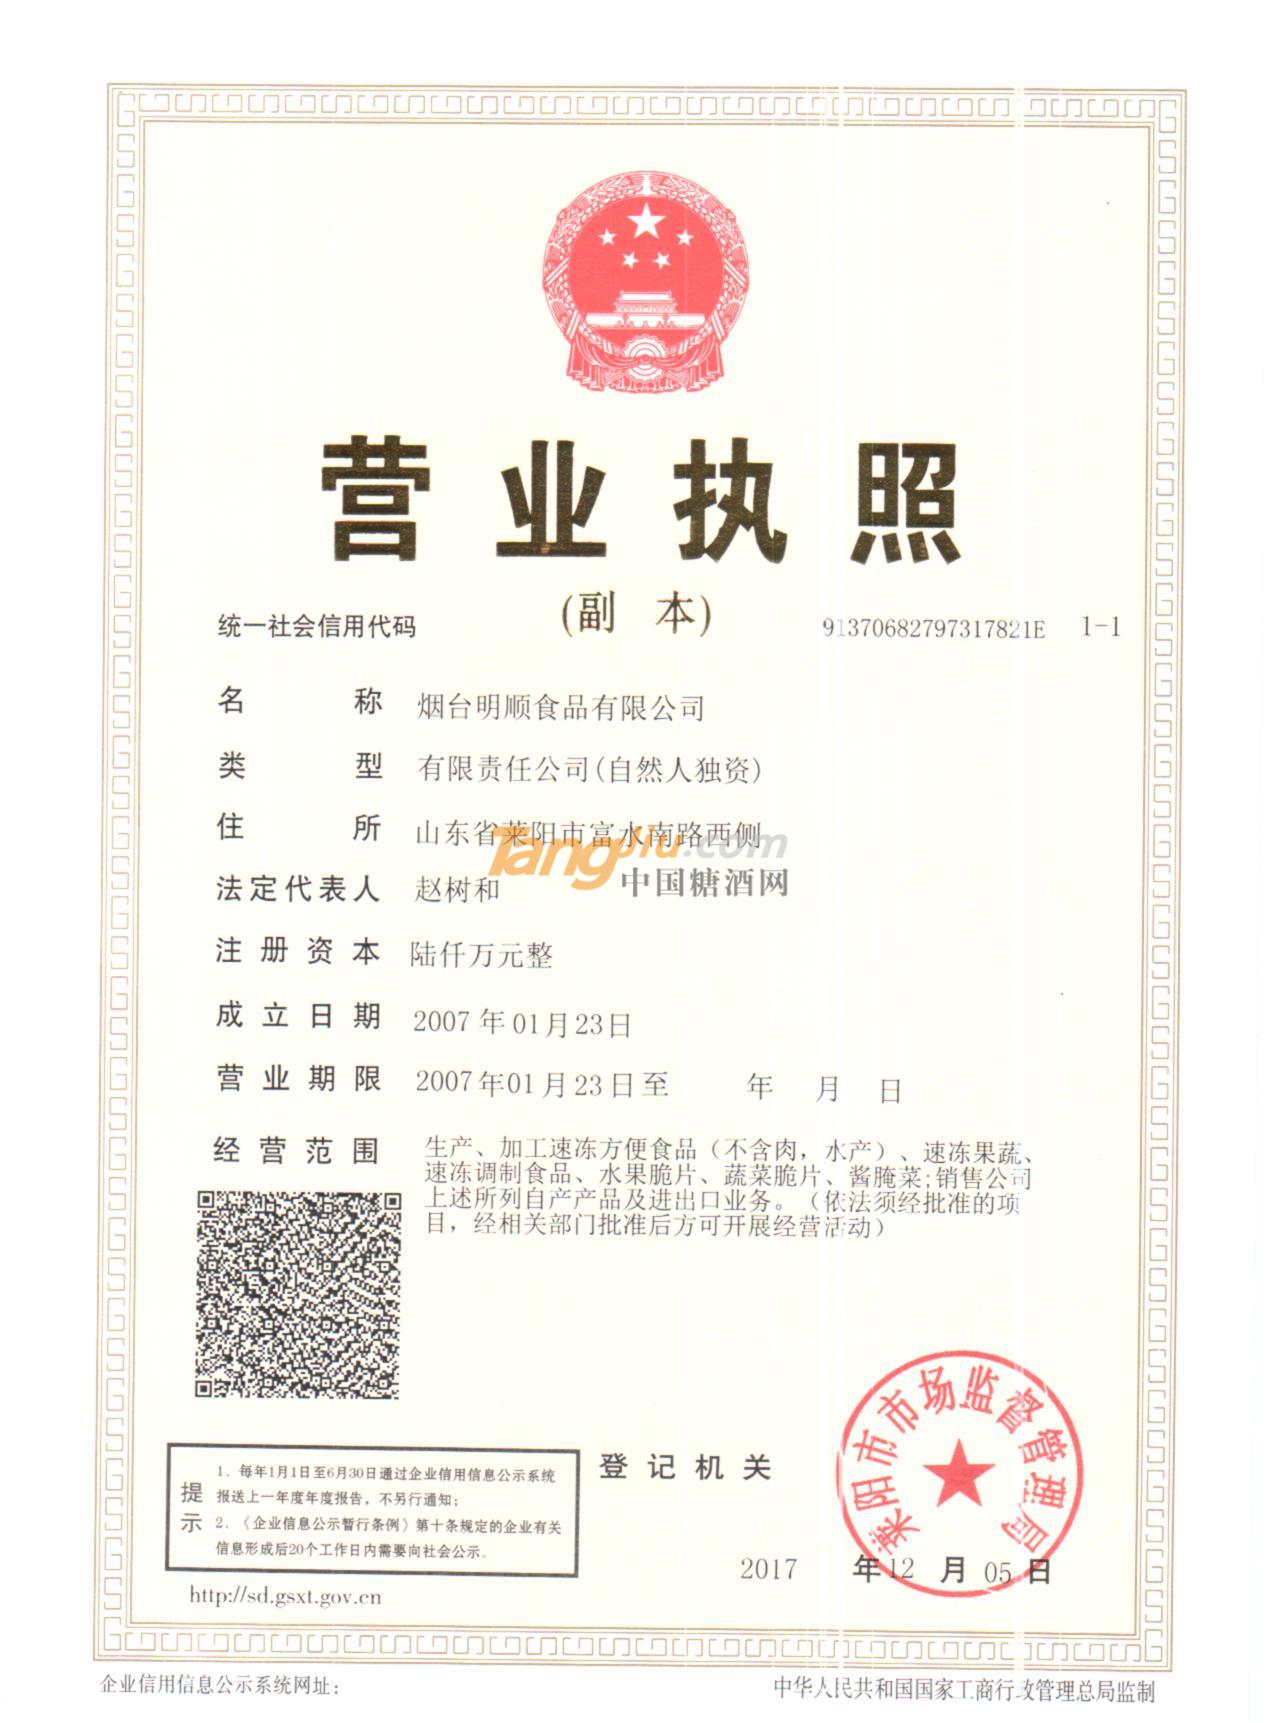 营业执照
(副 本)
统一社会信用代码 91370682797317821E 1-1
名称 烟台明顺食品有限公司
类型 有限责任公司(自然人独资)
住所 山东省莱阳市富水南路西侧
TangJiu.com
中国糖酒网
法定代表人 赵树和
注册资本 陆仟万元整
成立日期 2007年01月23日
营业期限 2007年01月23日至 年 月 日
经营范围 生产、加工速冻方便食品（不含肉，水产）、速冻果蔬、
速冻调制食品、水果脆片、蔬菜脆片、酱腌菜;销售公司
上述所列自产产品及进出口业务。（依法须经批准的项
目，经相关部门批准后方可开展经营活动）
提示
1、每年1月1日至6月30日通过企业信用信息公示系统
报送上一年度年度报告，不另行通知；
2、《企业信息公示暂行条例》第十条规定的企业有关
信息形成后20个工作日内需要向社会公示。
登记机关
莱阳市市场监督管理局
2017 年12 月 05 日
http://sd.gsxt.gov.cn
企业信用信息公示系统网址：
中华人民共和国国家工商行政管理总局监制